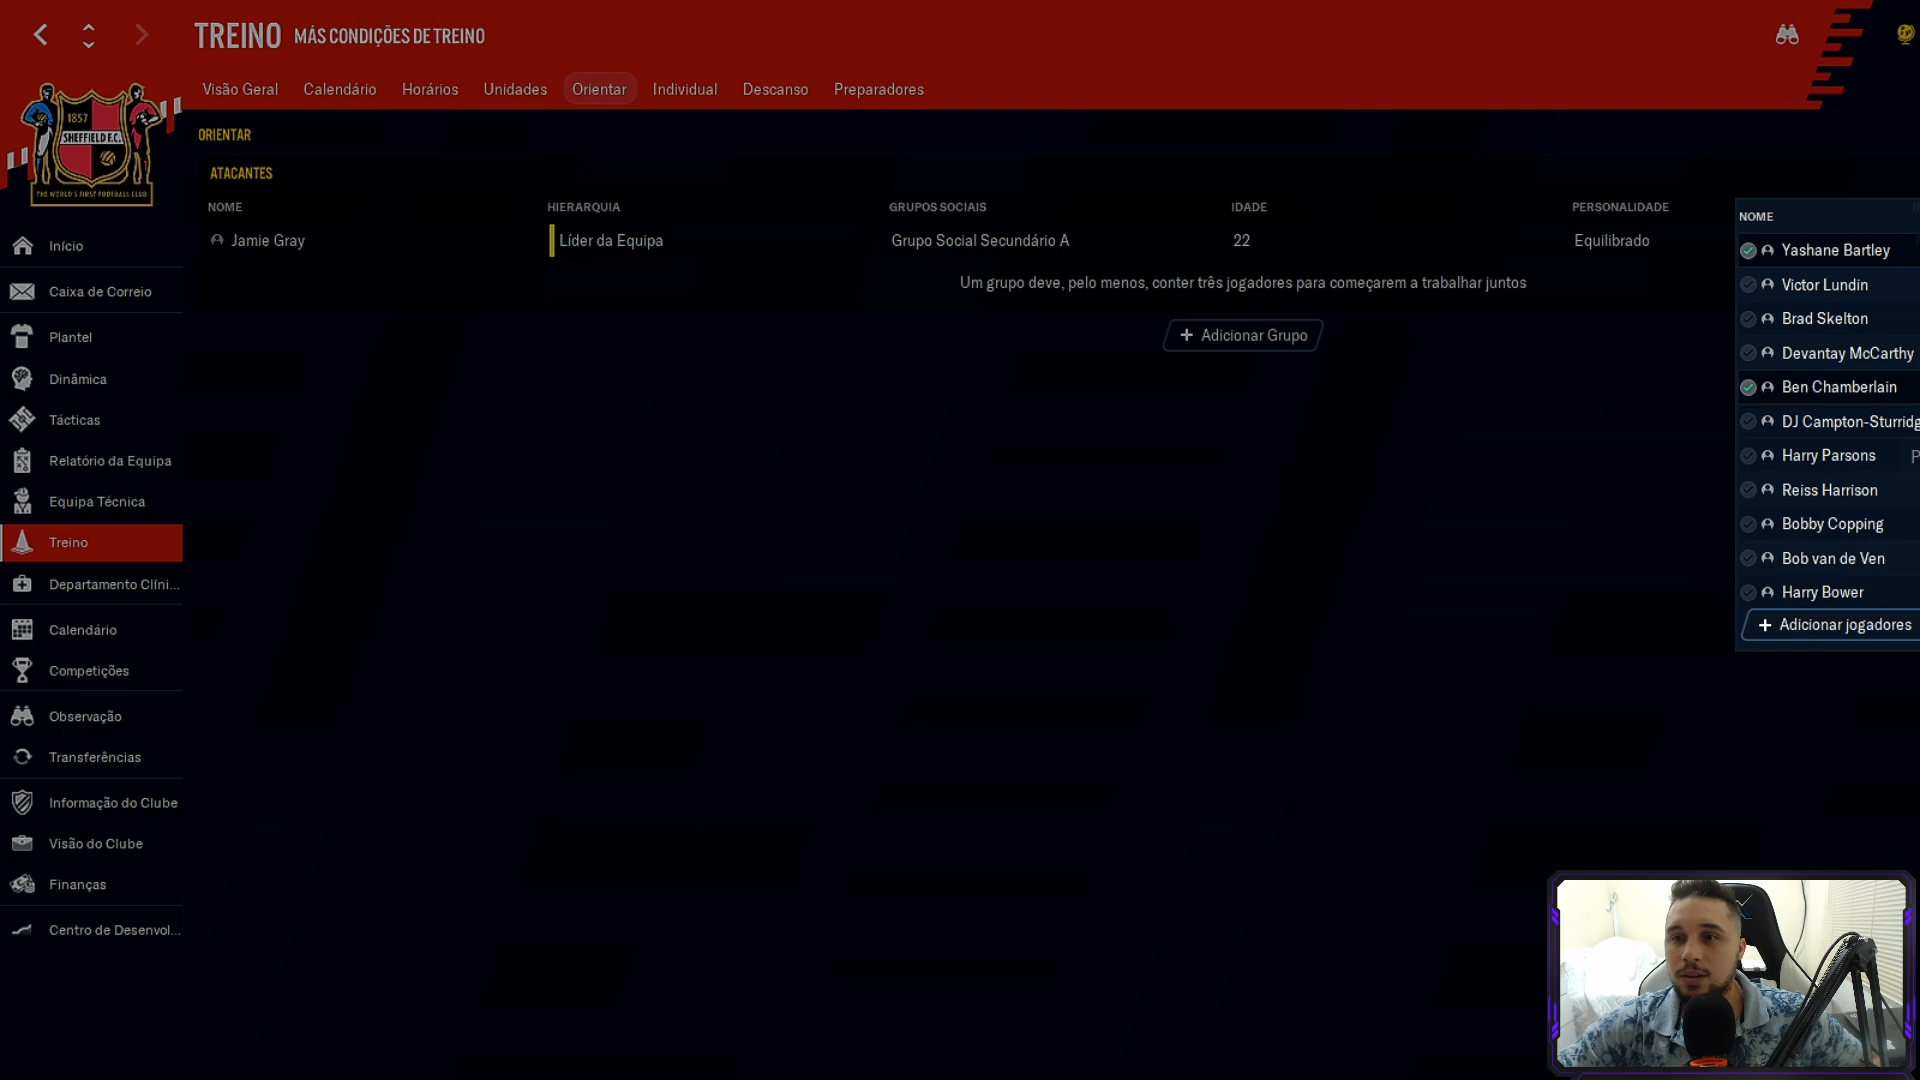 TREINO MÁS CONDIÇÕES DE TREINO
Visão Geral Calendário Horários Unidades Orientar Individual Descanso Preparadores
1857
SHEFFIELD F.C.
THE WORLD'S FIRST FOOTBALL CLUB
Início
Caixa de Correio
Plantel
Dinâmica
Tácticas
Relatório da Equipa
Equipa Técnica
Treino
Departamento Clíni...
Calendário
Competições
Observação
Transferências
Informação do Clube
Visão do Clube
Finanças
Centro de Desenvol...
ORIENTAR
ATACANTES
NOME HIERARQUIA GRUPOS SOCIAIS IDADE PERSONALIDADE
Jamie Gray Líder da Equipa Grupo Social Secundário A 22 Equilibrado
Um grupo deve, pelo menos, conter três jogadores para começarem a trabalhar juntos
+ Adicionar Grupo
NOME
Yashane Bartley
Victor Lundin
Brad Skelton
Devantay McCarthy
Ben Chamberlain
DJ Campton-Sturridg
Harry Parsons P
Reiss Harrison
Bobby Copping
Bob van de Ven
Harry Bower
+ Adicionar jogadores